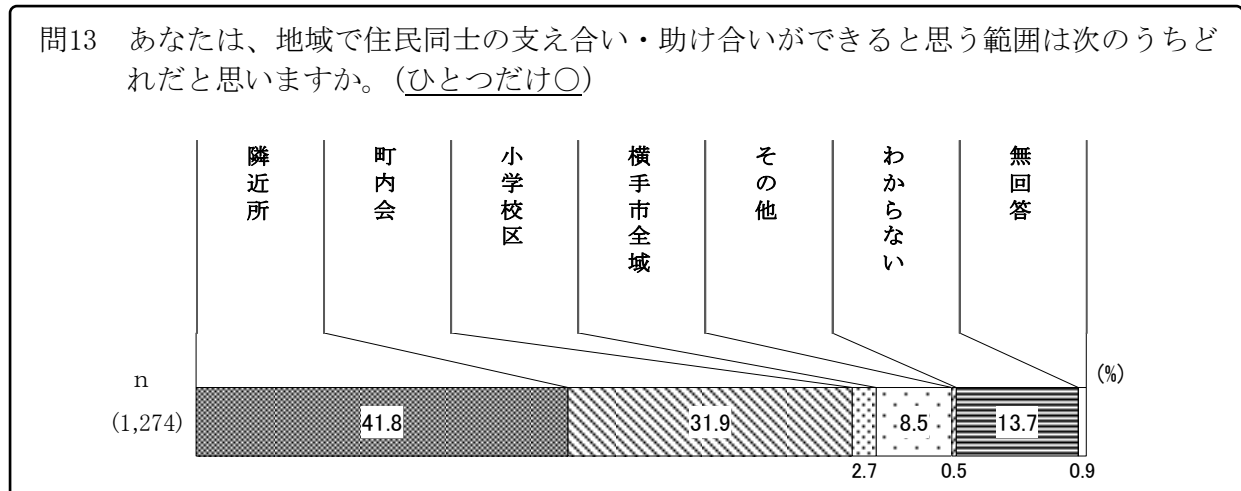 問13　あなたは、地域で住民同士の支え合い・助け合いができると思う範囲は次のうちど
れだと思いますか。(ひとつだけ○)
隣近所
町内会
小学校区
横手市全域
その他
わからない
無回答
n
(%)
(1,274)
41.8
31.9
8.5
13.7
2.7
0.5
0.9